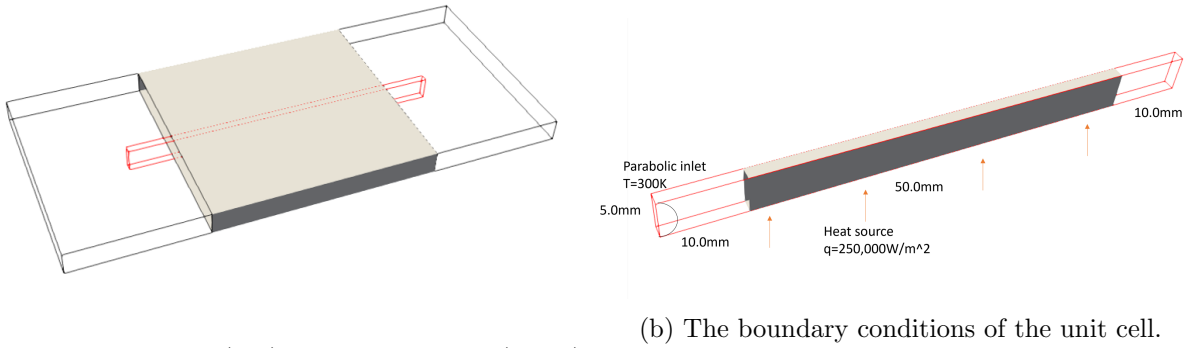 Parabolic inlet
T=300K
5.0mm
10.0mm
50.0mm
10.0mm
Heat source
q=250,000W/m^2
(b) The boundary conditions of the unit cell.